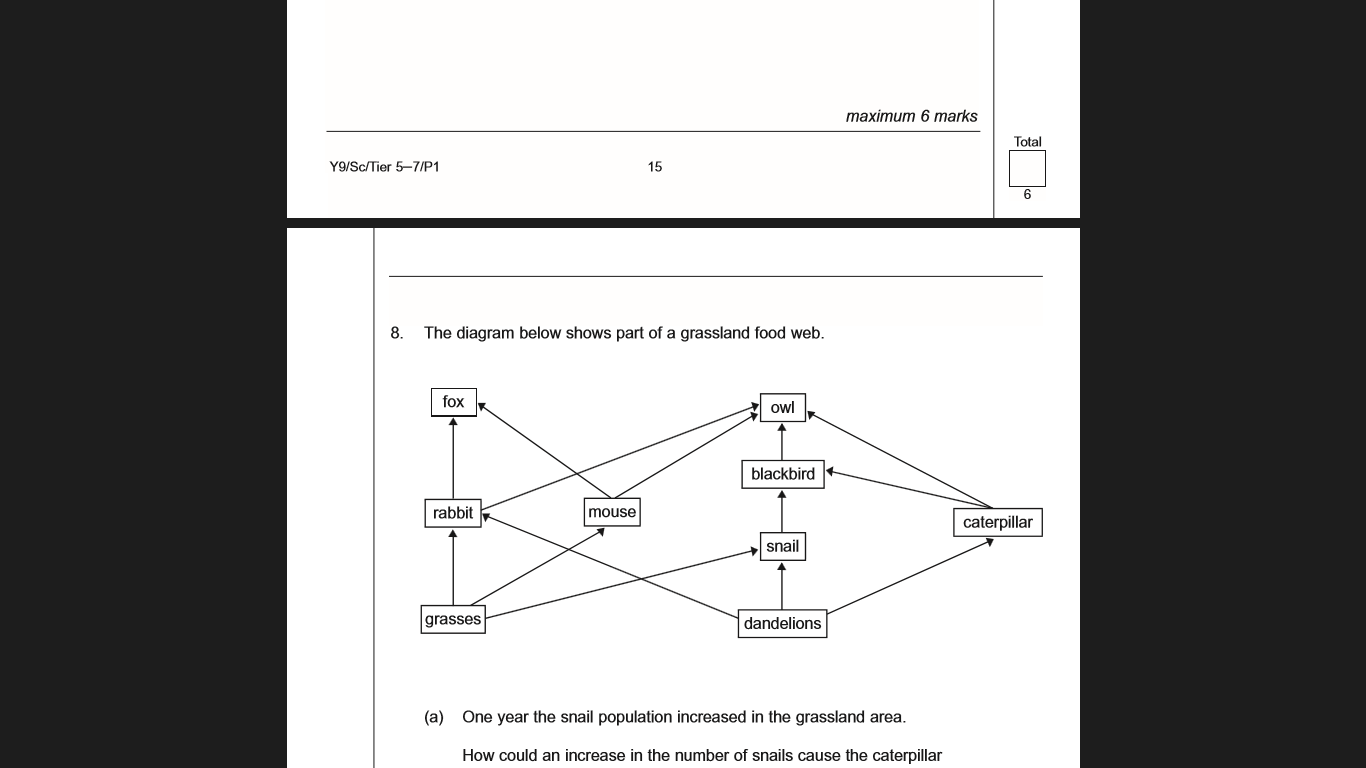 maximum 6 marks
Total
Y9/Sc/Tier 5–7/P1
15
6
8. The diagram below shows part of a grassland food web.
fox
owl
blackbird
rabbit
mouse
caterpillar
snail
grasses
dandelions
(a) One year the snail population increased in the grassland area.
How could an increase in the number of snails cause the caterpillar